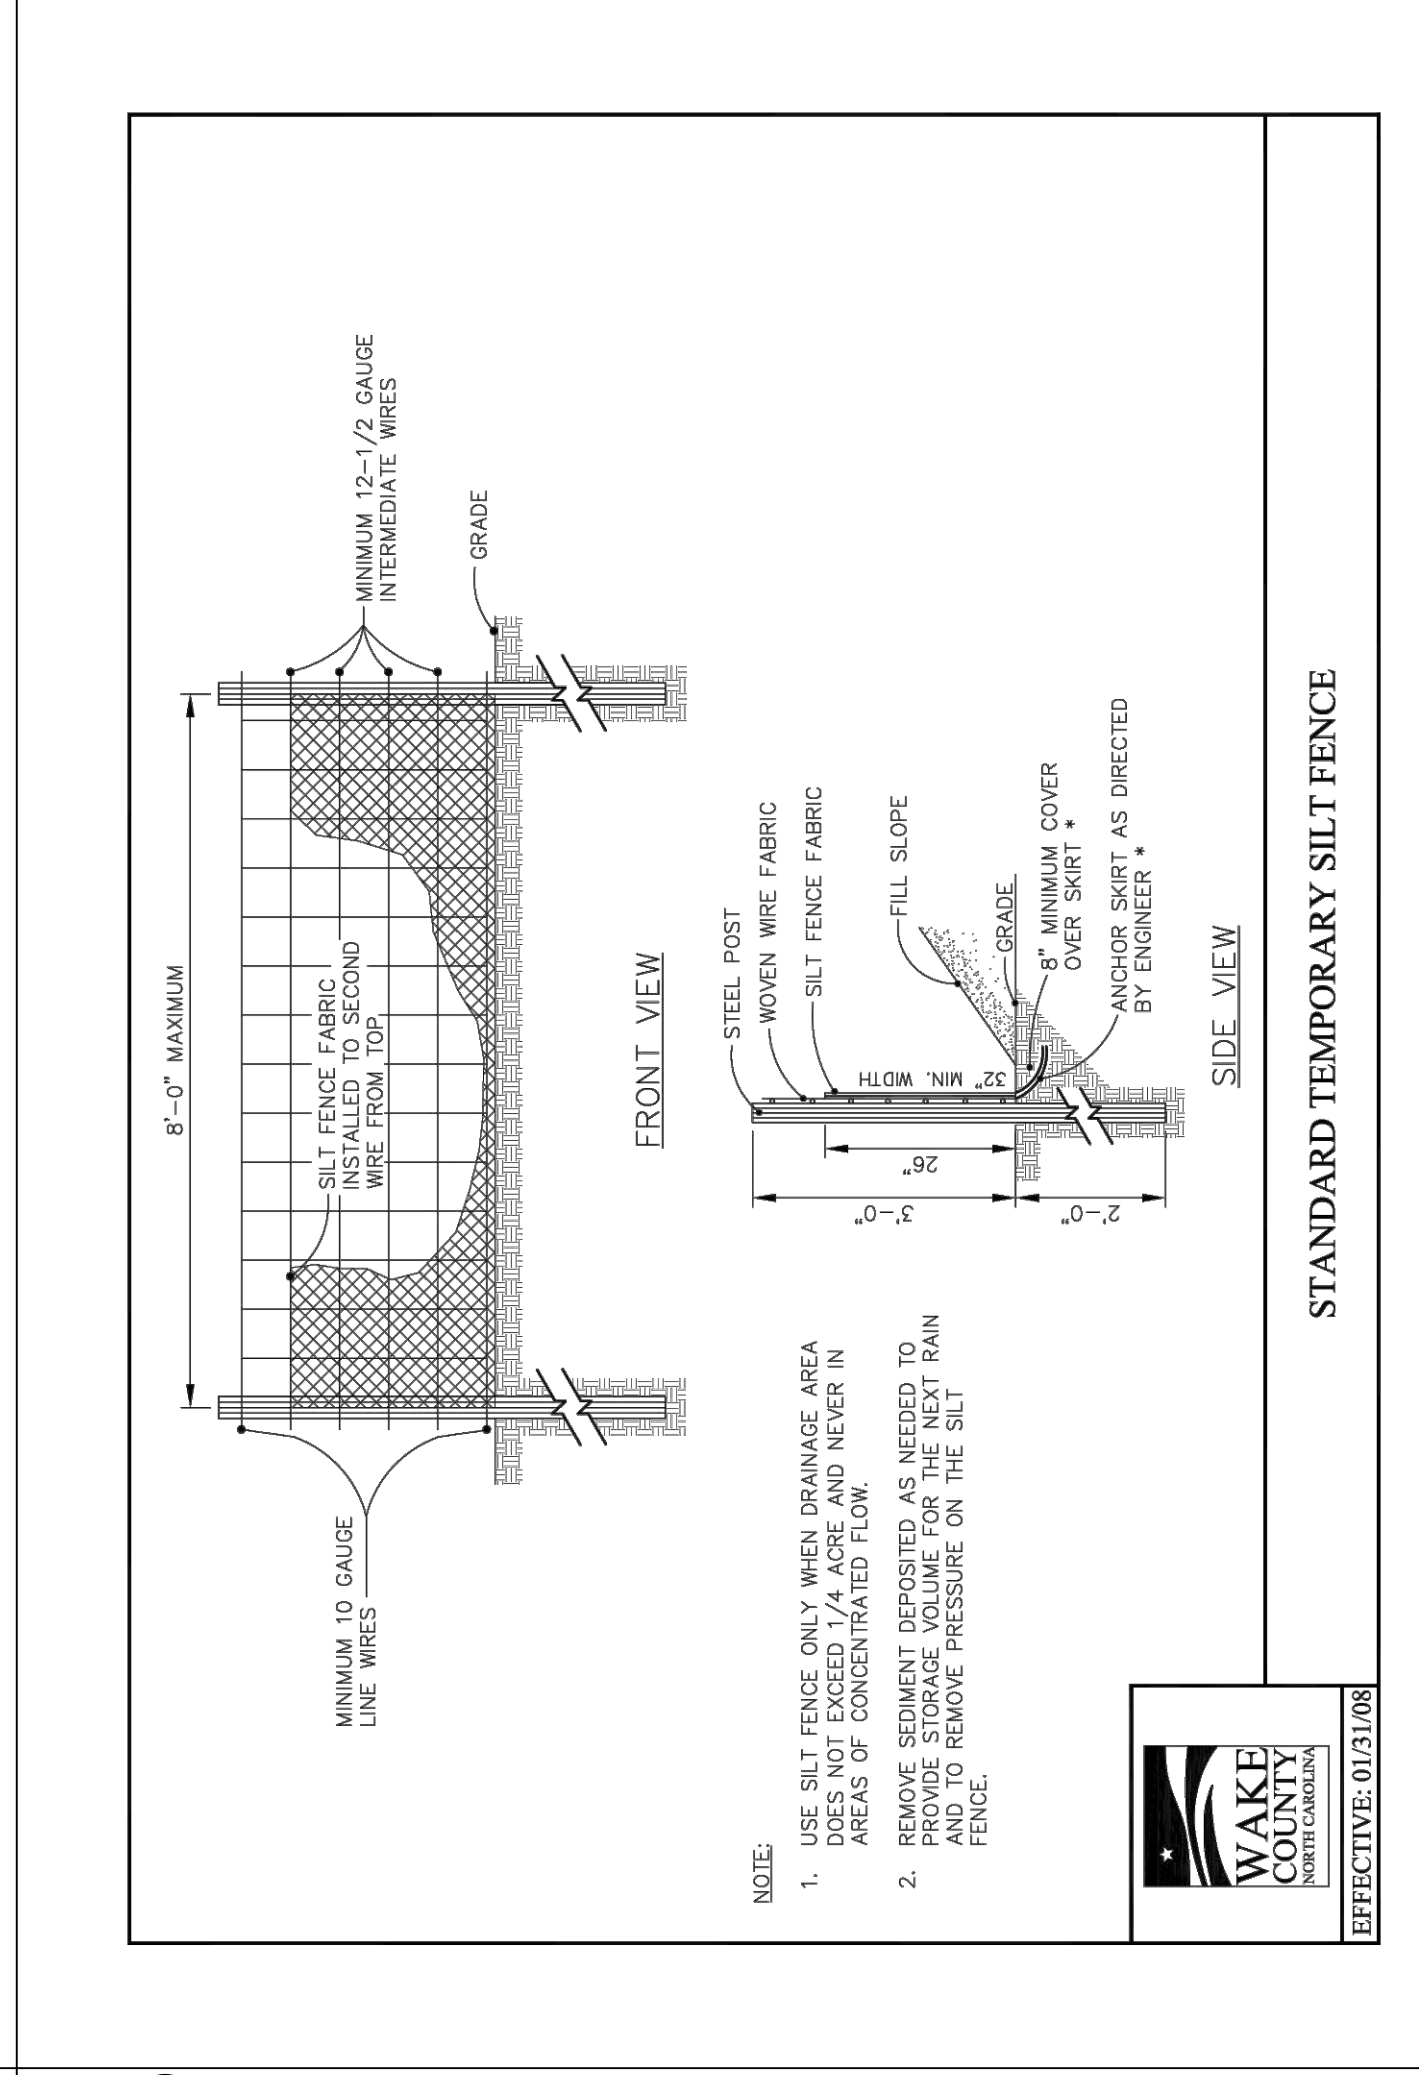 8'-0" MAXIMUM
MINIMUM 10 GAUGE
LINE WIRES
SILT FENCE FABRIC
INSTALLED TO SECOND
WIRE FROM TOP
MINIMUM 12-1/2 GAUGE
INTERMEDIATE WIRES
GRADE
FRONT VIEW
NOTE:
1. USE SILT FENCE ONLY WHEN DRAINAGE AREA
DOES NOT EXCEED 1/4 ACRE AND NEVER IN
AREAS OF CONCENTRATED FLOW.
2. REMOVE SEDIMENT DEPOSITED AS NEEDED TO
PROVIDE STORAGE VOLUME FOR THE NEXT RAIN
AND TO REMOVE PRESSURE ON THE SILT
FENCE.
STEEL POST
WOVEN WIRE FABRIC
SILT FENCE FABRIC
FILL SLOPE
GRADE
8" MINIMUM COVER
OVER SKIRT *
ANCHOR SKIRT AS DIRECTED
BY ENGINEER *
32" MIN. WIDTH
26"
3'-0"
2'-0"
SIDE VIEW
WAKE
COUNTY
NORTH CAROLINA
EFFECTIVE: 01/31/08
STANDARD TEMPORARY SILT FENCE